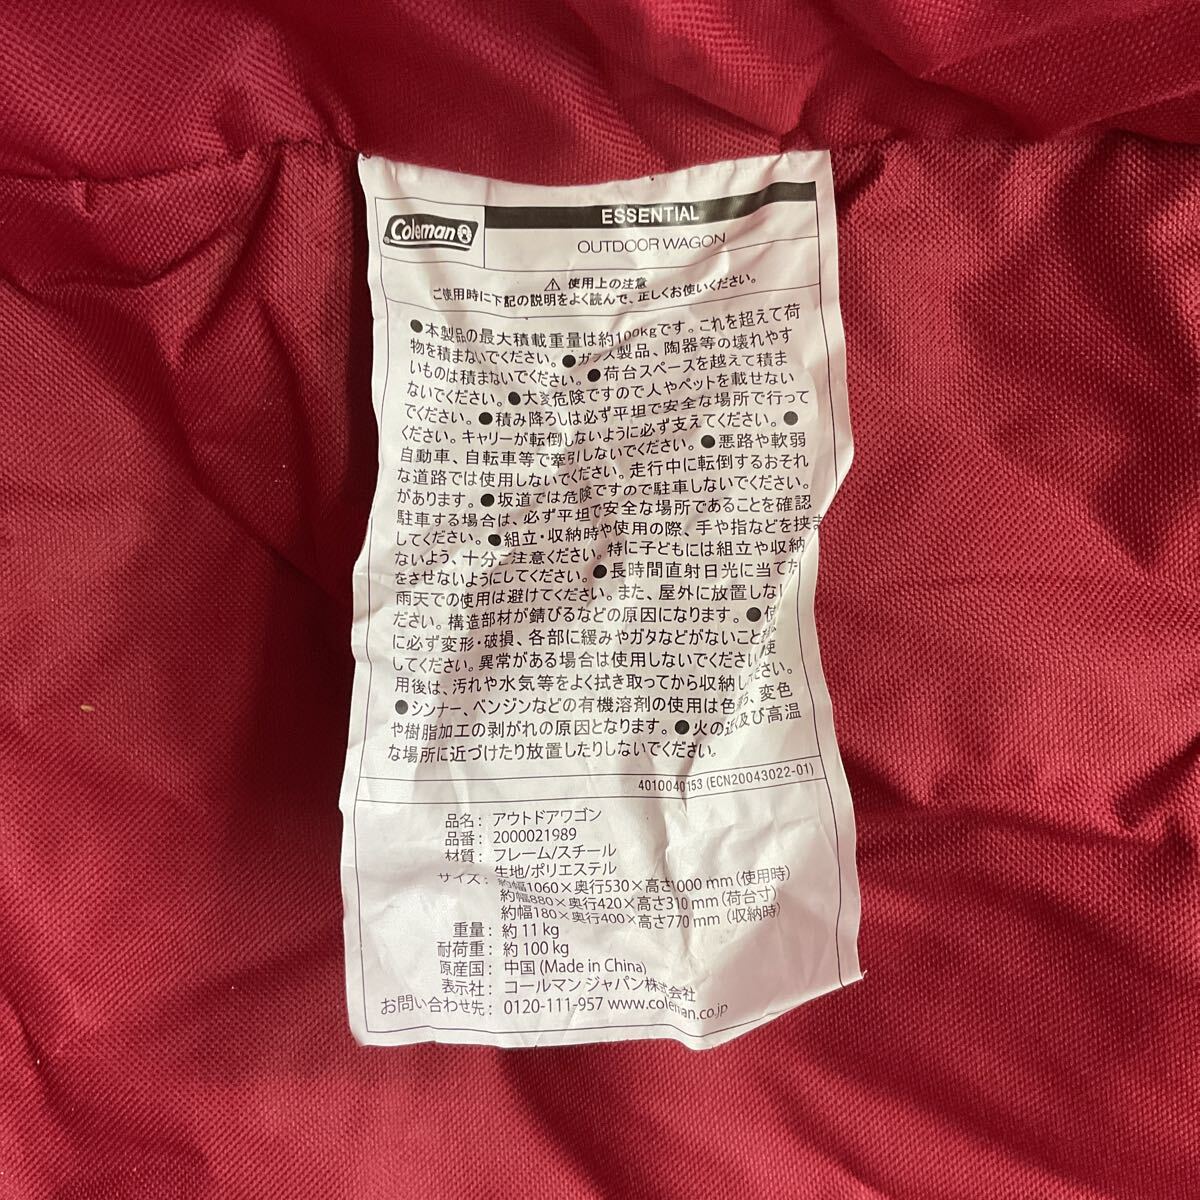 Coleman
ESSENTIAL
OUTDOOR WAGON
⚠ 使用上の注意
ご使用時に下記の説明をよく読んで、正しくお使いください。
●本製品の最大積載重量は約100kgです。これを超えて荷
物を積まないでください。●ガラス製品、陶器等の壊れやす
いものは積まないでください。●荷台スペースを越えて積ま
ないでください。●大変危険ですので人やペットを載せない
でください。●積み降ろしは必ず平坦で安全な場所で行って
ください。キャリーが転倒しないように必ず支えてください。●
自動車、自転車等で牽引しないでください。●悪路や軟弱
な道路では使用しないでください。走行中に転倒するおそれ
があります。●坂道では危険ですので駐車しないでください。
駐車する場合は、必ず平坦で安全な場所であることを確認
してください。●組立・収納時や使用の際、手や指などを挟ま
ないよう、十分ご注意ください。特に子どもには組立や収納
をさせないようにしてください。●長時間直射日光に当てた
雨天での使用は避けてください。また、屋外に放置しな
ださい。構造部材が錆びるなどの原因になります。●使
に必ず変形・破損、各部に緩みやガタなどがないこと
してください。異常がある場合は使用しないでください。使
用後は、汚れや水気等をよく拭き取ってから収納してください。
●シンナー、ベンジンなどの有機溶剤の使用は色落ち、変色
や樹脂加工の剥がれの原因となります。●火の近く及び高温
な場所に近づけたり放置したりしないでください。
4010040153 (ECN20043022-01)
品名: アウトドアワゴン
品番: 2000021989
材質: フレーム/スチール
生地/ポリエステル
サイズ: 約幅1060×奥行530×高さ1000 mm (使用時)
約幅880×奥行420×高さ310 mm (荷台寸)
約幅180×奥行400×高さ770 mm (収納時)
重量: 約 11 kg
耐荷重: 約 100 kg
原産国: 中国 (Made in China)
表示社: コールマン ジャパン株式会社
お問い合わせ先: 0120-111-957 www.coleman.co.jp